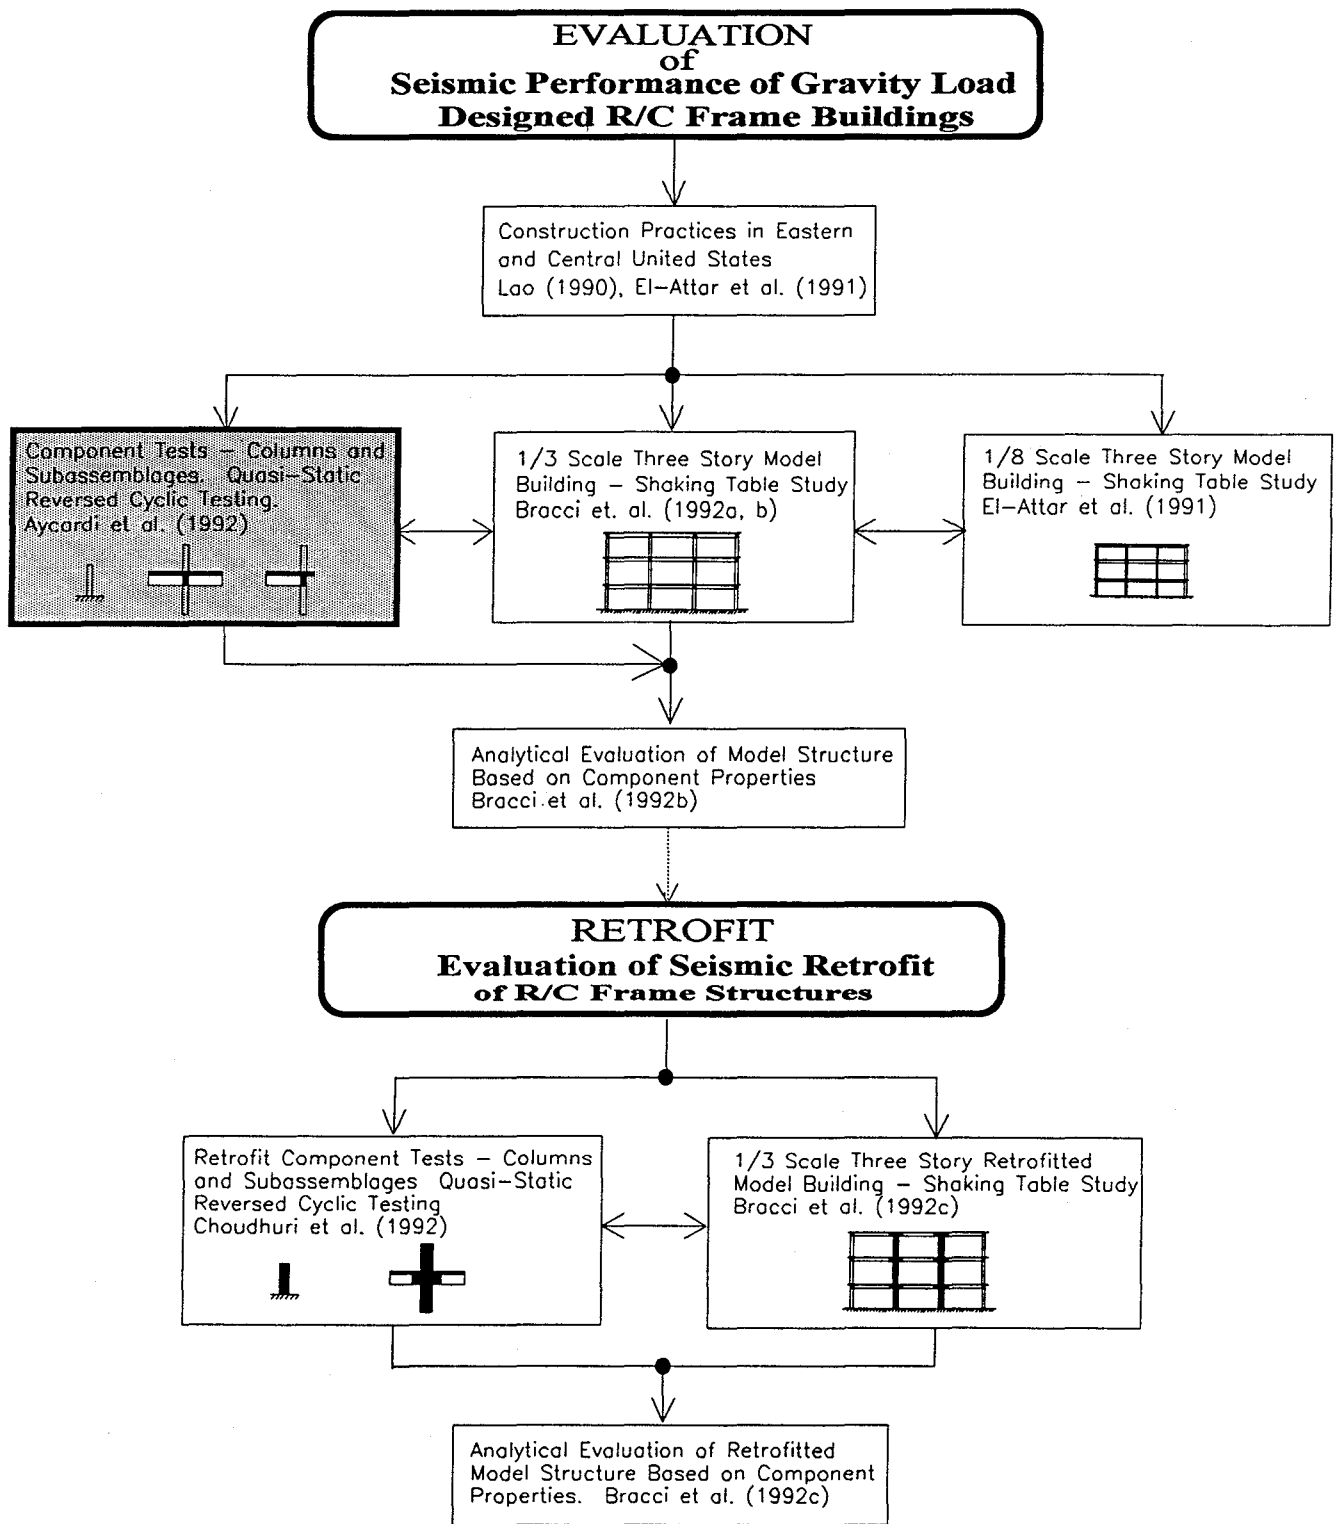 EVALUATION
of
Seismic Performance of Gravity Load
Designed R/C Frame Buildings
Construction Practices in Eastern
and Central United States
Lao (1990), El-Attar et al. (1991)
Component Tests - Columns and
Subassemblages. Quasi-Static
Reversed Cyclic Testing.
Aycardi et al. (1992)
1/3 Scale Three Story Model
Building - Shaking Table Study
Bracci et. al. (1992a, b)
1/8 Scale Three Story Model
Building - Shaking Table Study
El-Attar et al. (1991)
Analytical Evaluation of Model Structure
Based on Component Properties
Bracci et al. (1992b)
RETROFIT
Evaluation of Seismic Retrofit
of R/C Frame Structures
Retrofit Component Tests - Columns
and Subassemblages Quasi-Static
Reversed Cyclic Testing
Choudhuri et al. (1992)
1/3 Scale Three Story Retrofitted
Model Building - Shaking Table Study
Bracci et al. (1992c)
Analytical Evaluation of Retrofitted
Model Structure Based on Component
Properties. Bracci et al. (1992c)